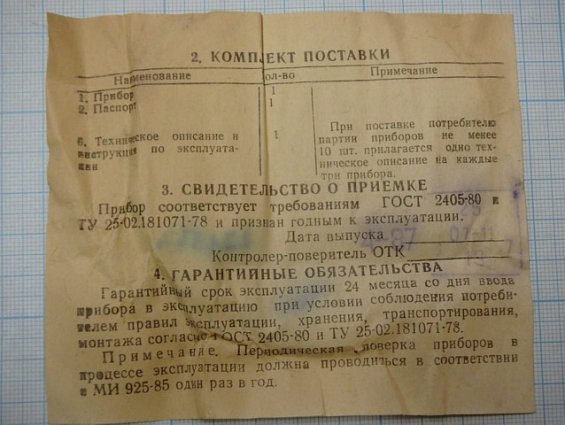 2. КОМПЛЕКТ ПОСТАВКИ
Наименование Кол-во Примечание
1. Прибор 1
2. Паспорт 1
6. Техническое описание и инструкция по эксплуатации 1
При поставке потребителю
партии приборов не менее
10 шт. прилагается одно тех-
ническое описание на каждые
три прибора.
3. СВИДЕТЕЛЬСТВО О ПРИЕМКЕ
Прибор соответствует требованиям ГОСТ 2405-80 и
ТУ 25-02.181071-78 и признан годным к эксплуатации.
Дата выпуска
Контролер-поверитель ОТК
4. ГАРАНТИЙНЫЕ ОБЯЗАТЕЛЬСТВА
Гарантийный срок эксплуатации 24 месяца со дня ввода
прибора в эксплуатацию при условии соблюдения потреби-
телем правил эксплуатации, хранения, транспортирования,
монтажа согласно ГОСТ 2405-80 и ТУ 25-02.181071-78.
Примечание. Периодическая поверка приборов в
процессе эксплуатации должна проводиться в соответствии
с МИ 925-85 один раз в год.